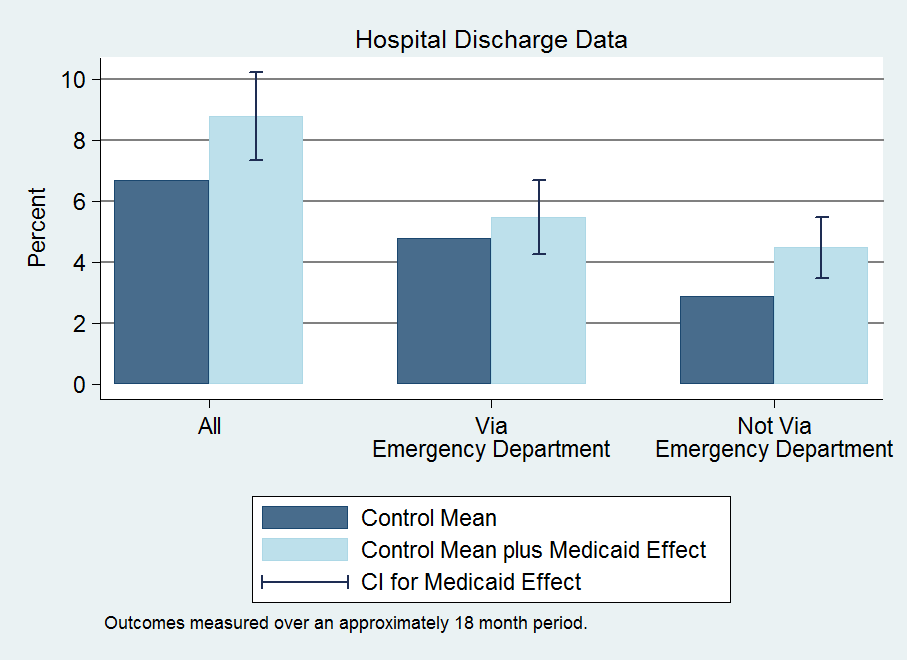 Hospital Discharge Data
10
8
6
4
2
0
Percent
All
Via
Emergency Department
Not Via
Emergency Department
Control Mean
Control Mean plus Medicaid Effect
CI for Medicaid Effect
Outcomes measured over an approximately 18 month period.